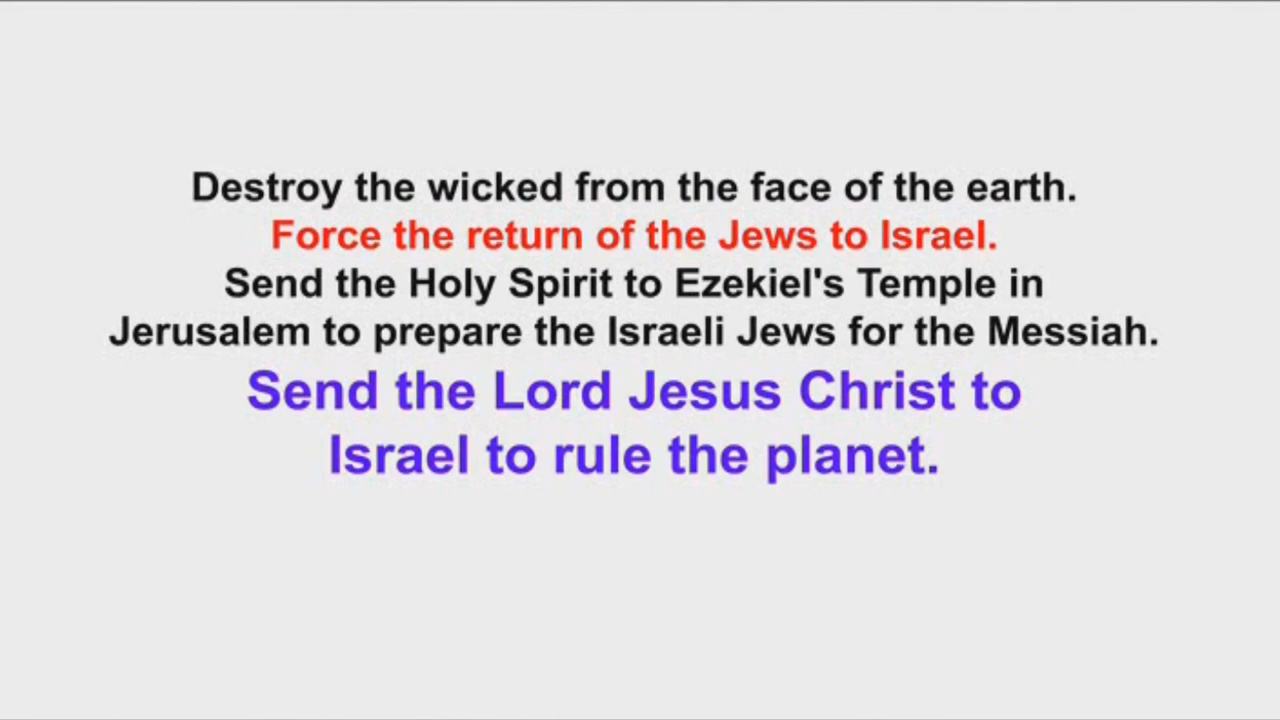 Destroy the wicked from the face of the earth.
Force the return of the Jews to Israel.
Send the Holy Spirit to Ezekiel's Temple in
Jerusalem to prepare the Israeli Jews for the Messiah.
Send the Lord Jesus Christ to
Israel to rule the planet.